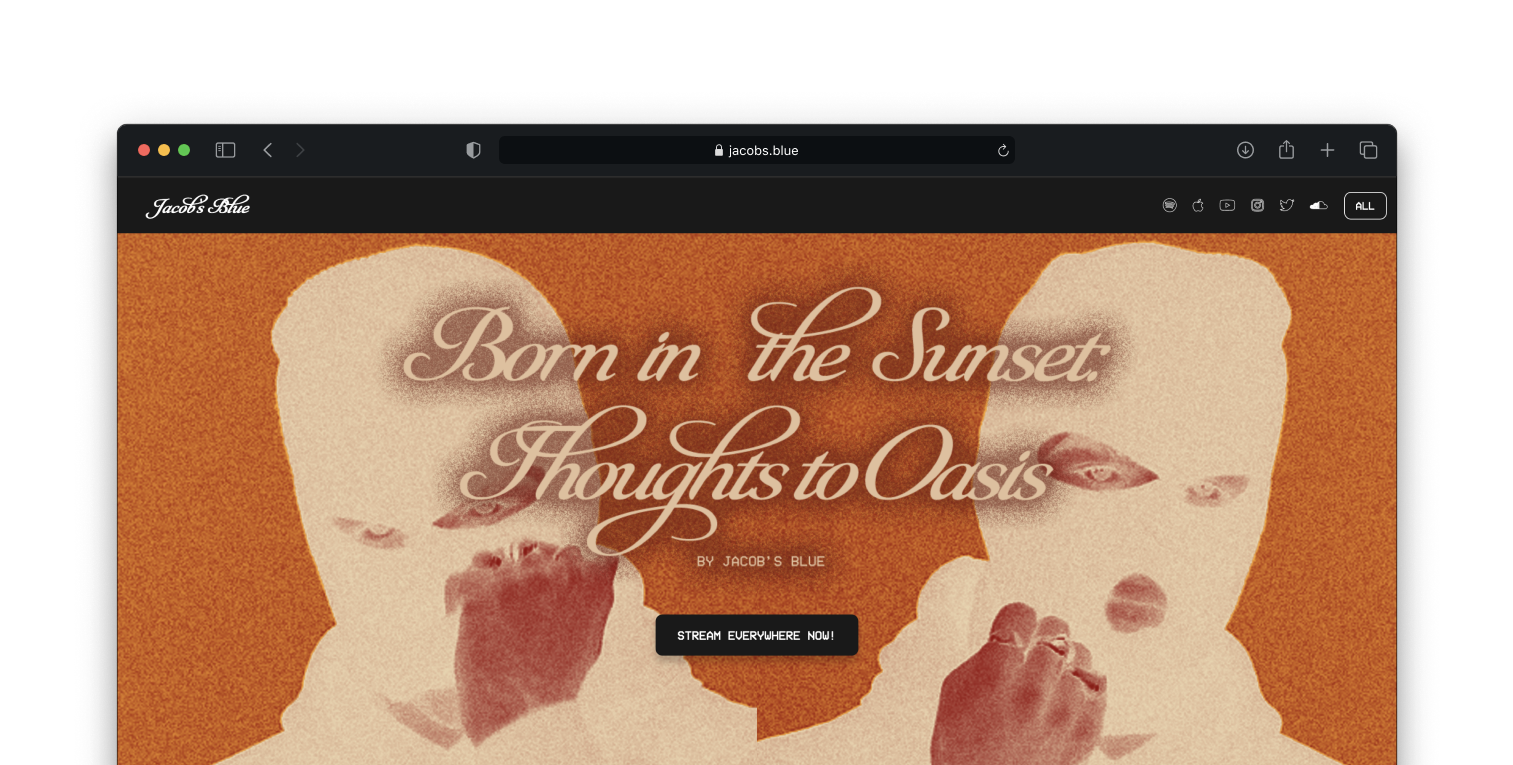 jacobs.blue
Jacob's Blue
ALL
Born in the Sunset:
Thoughts to Oasis
BY JACOB'S BLUE
STREAM EVERYWHERE NOW!